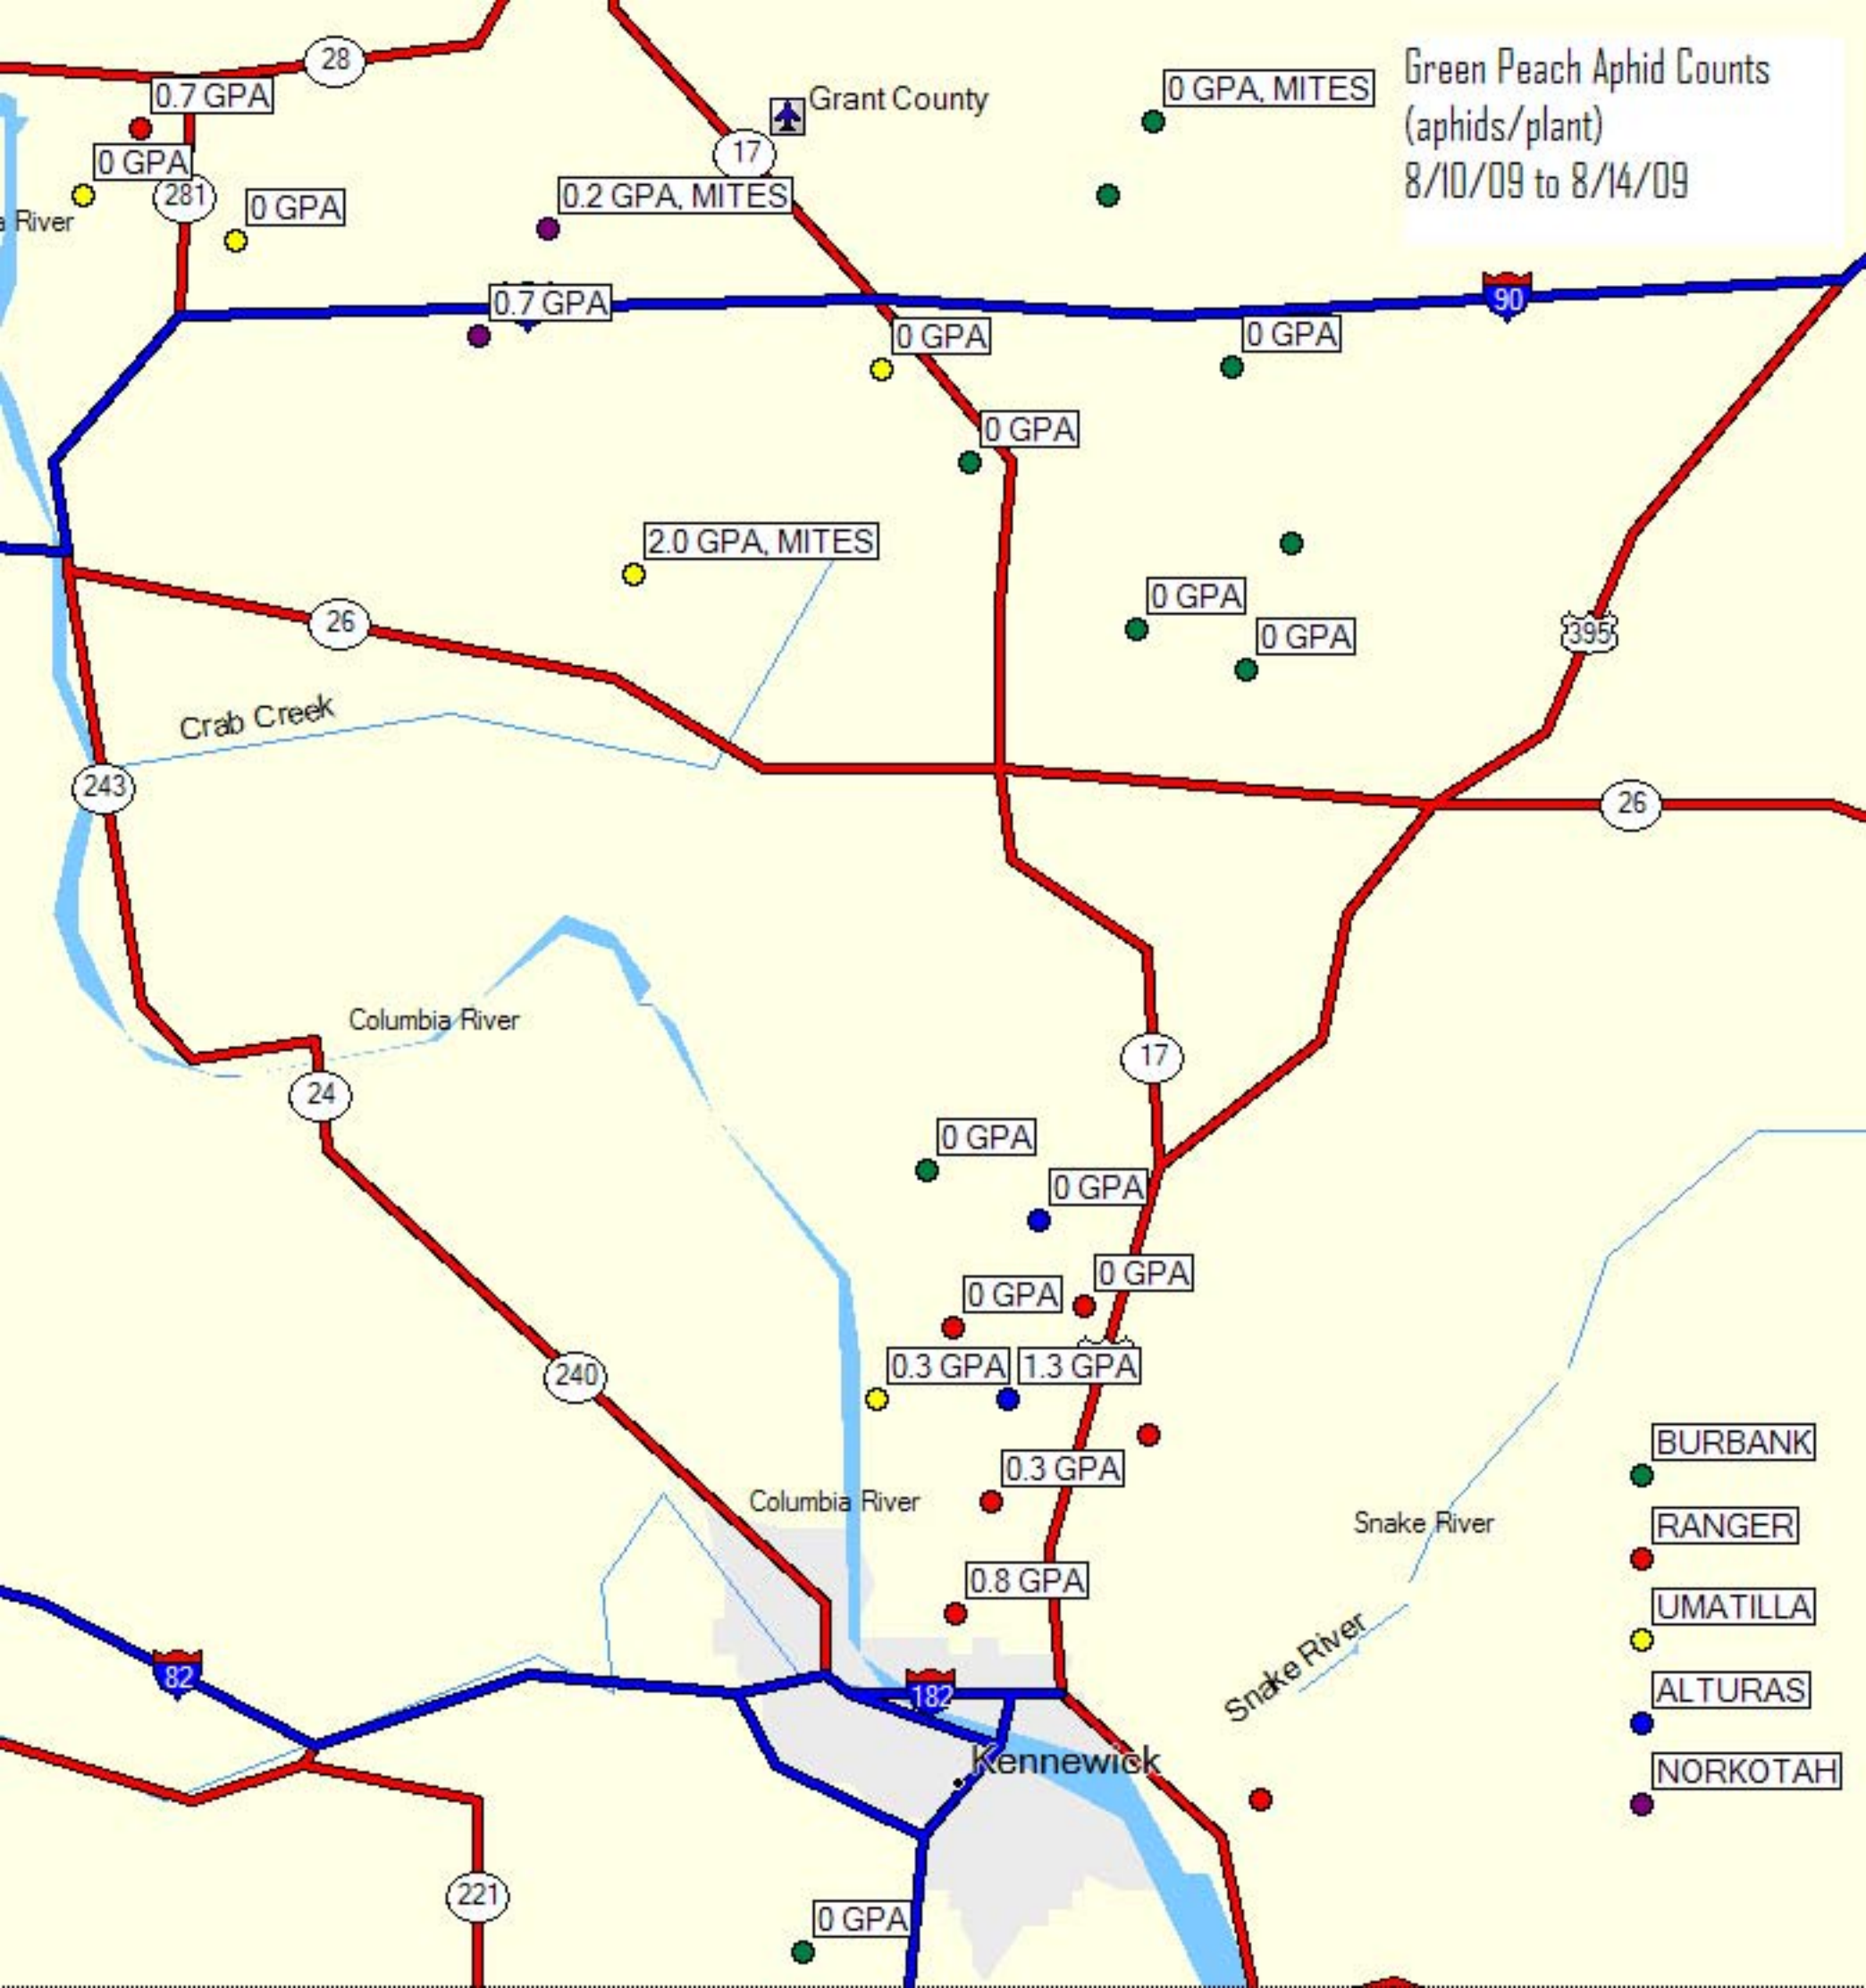 28
0.7 GPA
Grant County
0 GPA, MITES
Green Peach Aphid Counts
(aphids/plant)
8/10/09 to 8/14/09
17
0 GPA
281
0.2 GPA, MITES
0 GPA
River
0.7 GPA
90
0 GPA
0 GPA
0 GPA
2.0 GPA, MITES
0 GPA
26
395
0 GPA
Crab Creek
243
26
Columbia River
17
24
0 GPA
0 GPA
0 GPA
0 GPA
240
0.3 GPA
1.3 GPA
BURBANK
0.3 GPA
Columbia River
Snake River
RANGER
0.8 GPA
UMATILLA
82
Snake River
182
ALTURAS
Kennewick
NORKOTAH
221
0 GPA